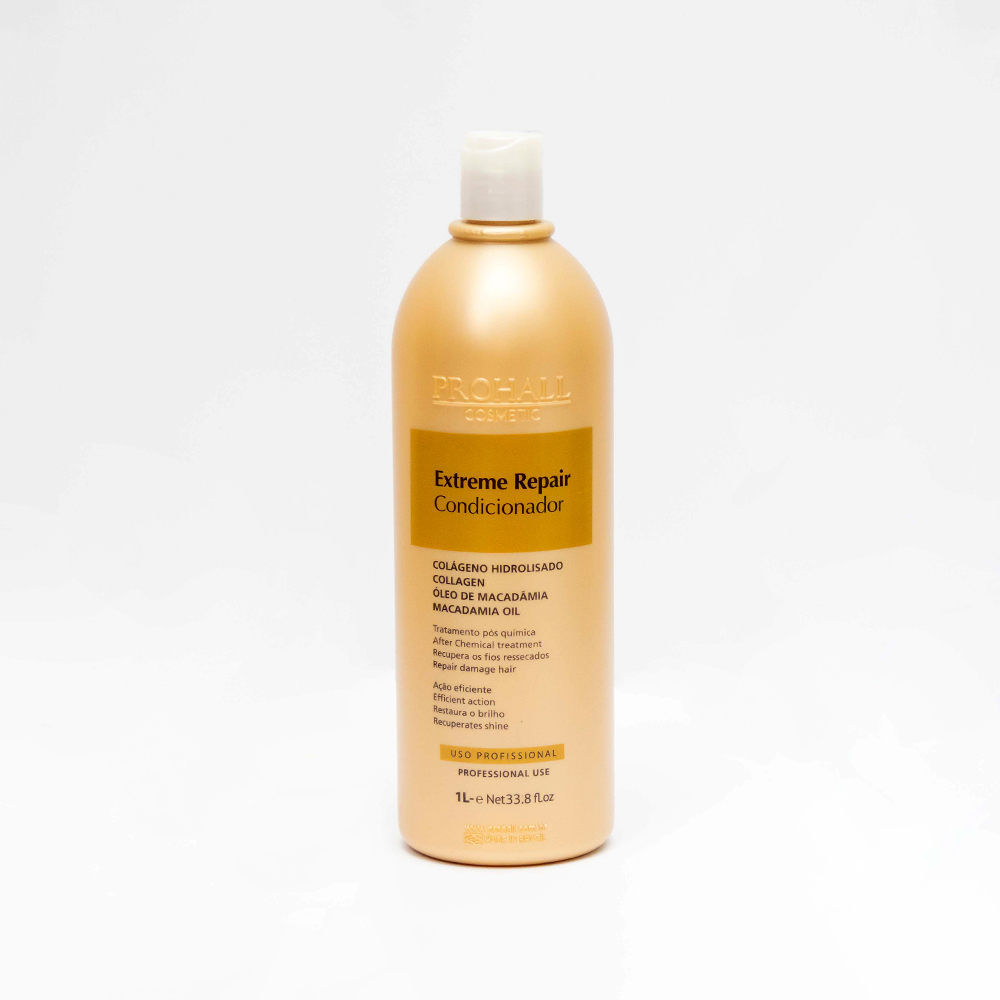 PROHALL
COSMETIC
Extreme Repair
Condicionador
COLÁGENO HIDROLISADO
COLLAGEN
ÓLEO DE MACADÂMIA
MACADAMIA OIL
Tratamento pós química
After Chemical treatment
Recupera os fios ressecados
Repair damage hair
Ação eficiente
Efficient action
Restaura o brilho
Recuperates shine
USO PROFISSIONAL
PROFESSIONAL USE
1L-e Net33.8 fl.oz